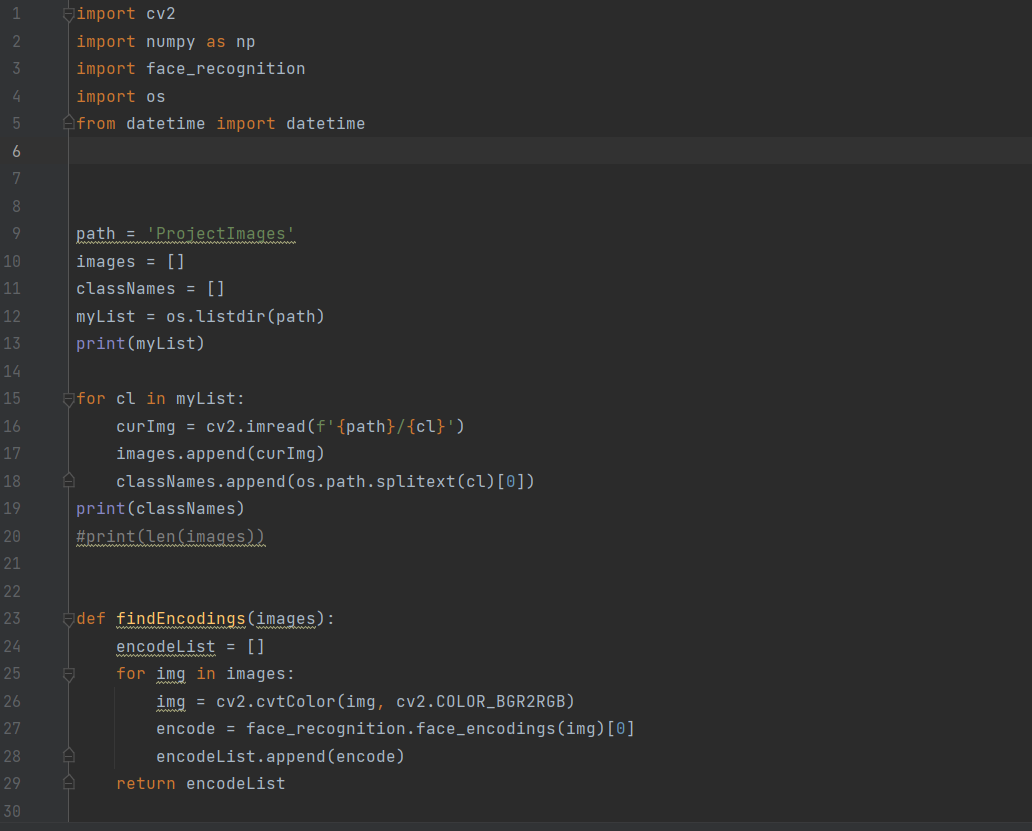 1 import cv2
2 import numpy as np
3 import face_recognition
4 import os
5 from datetime import datetime
6
7
8
9 path = 'ProjectImages'
10 images = []
11 classNames = []
12 myList = os.listdir(path)
13 print(myList)
14
15 for cl in myList:
16     curImg = cv2.imread(f'{path}/{cl}')
17     images.append(curImg)
18     classNames.append(os.path.splitext(cl)[0])
19 print(classNames)
20 #print(len(images))
21
22
23 def findEncodings(images):
24     encodeList = []
25     for img in images:
26         img = cv2.cvtColor(img, cv2.COLOR_BGR2RGB)
27         encode = face_recognition.face_encodings(img)[0]
28         encodeList.append(encode)
29     return encodeList
30